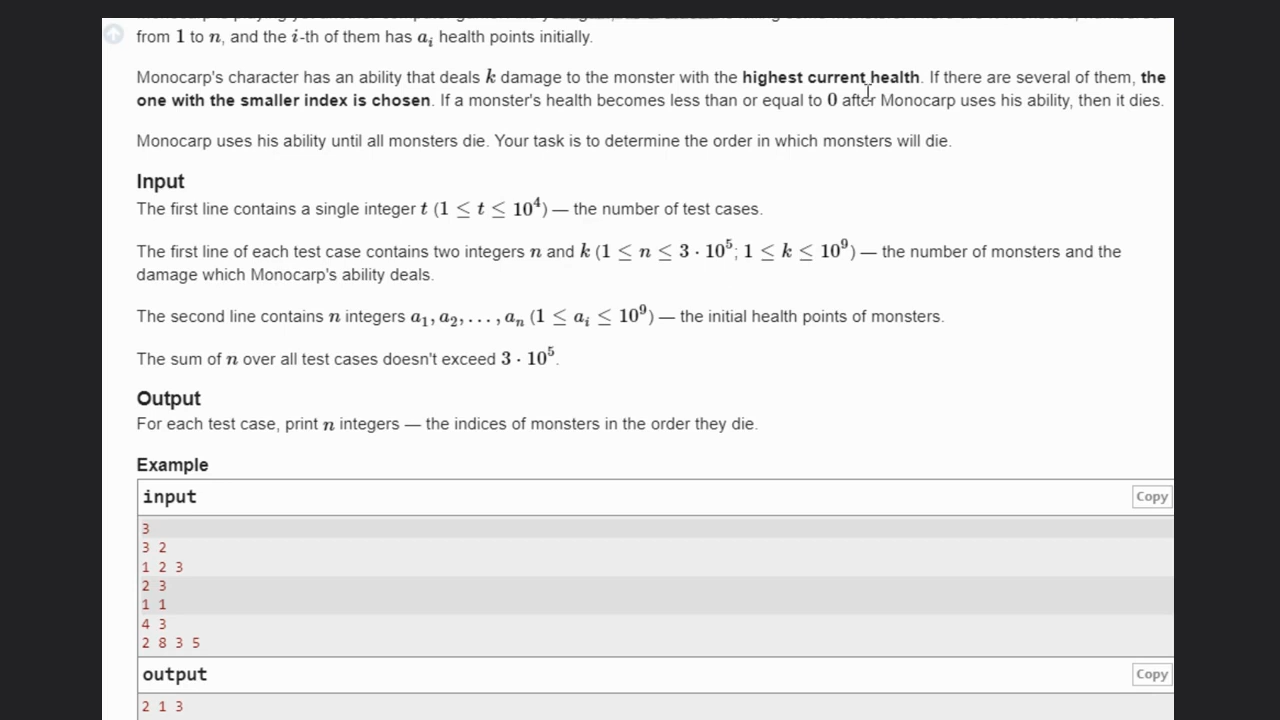 from 1 to n, and the i-th of them has a_i health points initially.
Monocarp's character has an ability that deals k damage to the monster with the highest current health. If there are several of them, the
one with the smaller index is chosen. If a monster's health becomes less than or equal to 0 after Monocarp uses his ability, then it dies.
Monocarp uses his ability until all monsters die. Your task is to determine the order in which monsters will die.
Input
The first line contains a single integer t (1 ≤ t ≤ 10^4) — the number of test cases.
The first line of each test case contains two integers n and k (1 ≤ n ≤ 3 · 10^5; 1 ≤ k ≤ 10^9) — the number of monsters and the
damage which Monocarp's ability deals.
The second line contains n integers a_1, a_2, . . . , a_n (1 ≤ a_i ≤ 10^9) — the initial health points of monsters.
The sum of n over all test cases doesn't exceed 3 · 10^5.
Output
For each test case, print n integers — the indices of monsters in the order they die.
Example
input
Copy
3
3 2
1 2 3
2 3
1 1
4 3
2 8 3 5
output
Copy
2 1 3